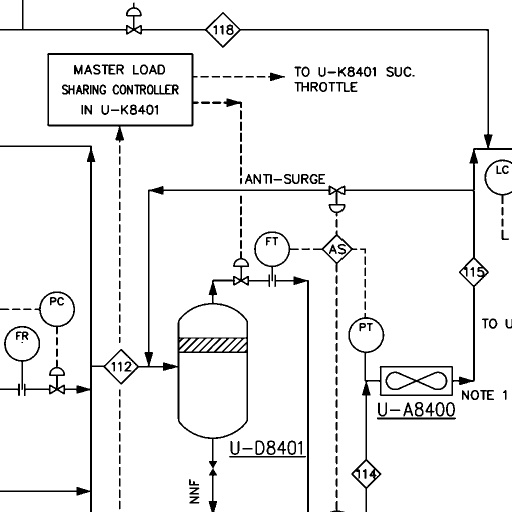 118
MASTER LOAD
SHARING CONTROLLER
IN U-K8401
TO U-K8401 SUC.
THROTTLE
LC
ANTI-SURGE
FT
AS
115
PC
FR
PT
TO U
112
NOTE 1
U-A8400
U-D8401
114
NNF